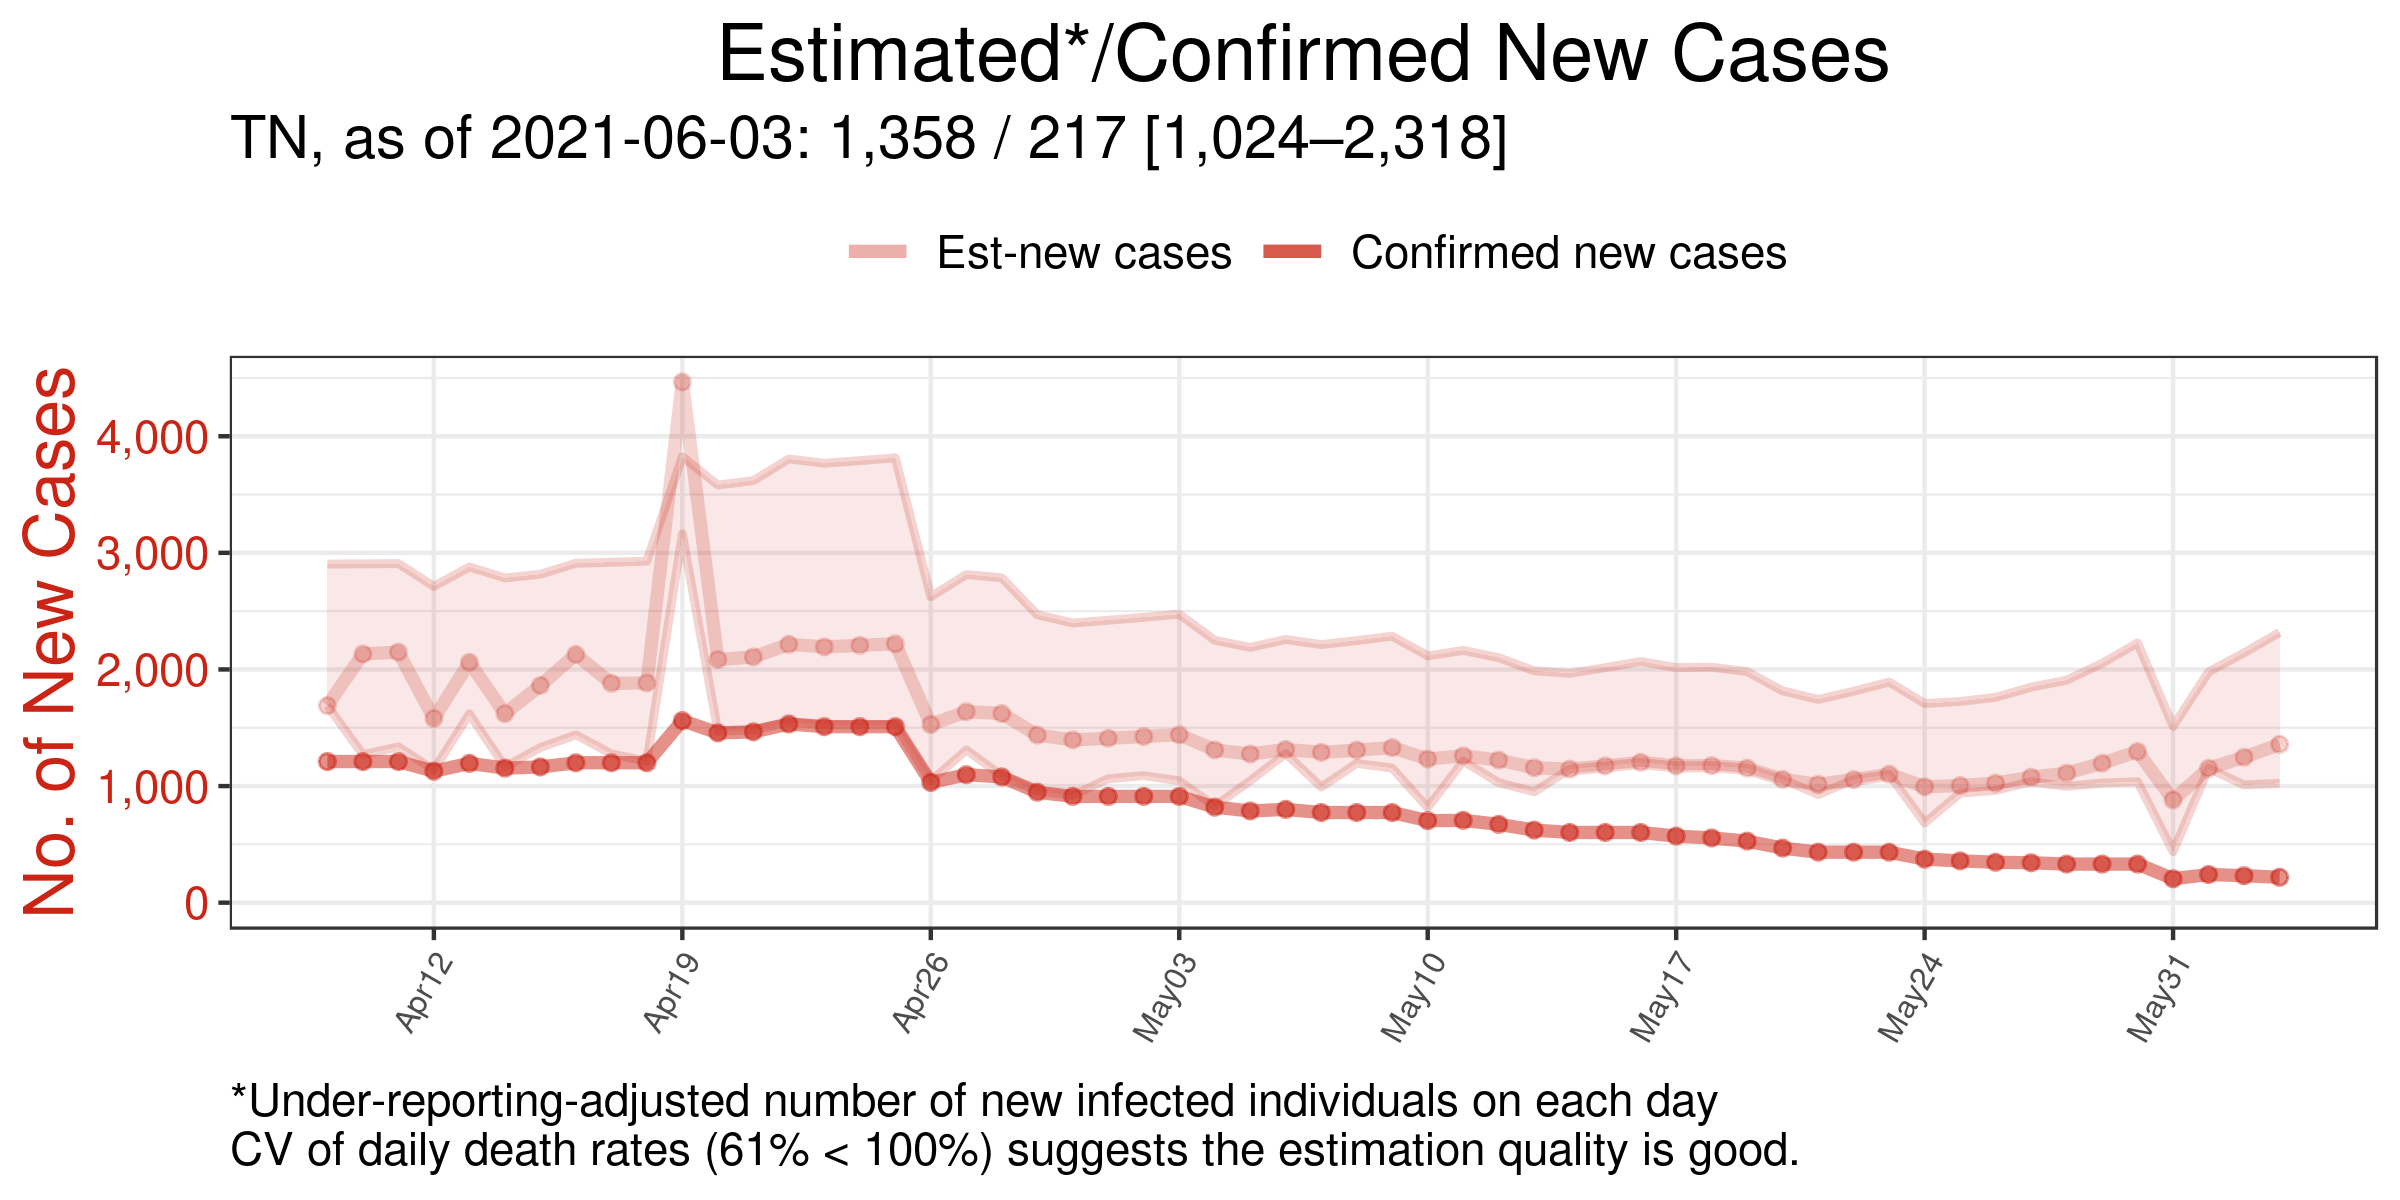 Estimated*/Confirmed New Cases
TN, as of 2021-06-03: 1,358 / 217 [1,024–2,318]
Est-new cases
Confirmed new cases
No. of New Cases
4,000
3,000
2,000
1,000
0
Apr12
Apr19
Apr26
May03
May10
May17
May24
May31
*Under-reporting-adjusted number of new infected individuals on each day
CV of daily death rates (61% < 100%) suggests the estimation quality is good.